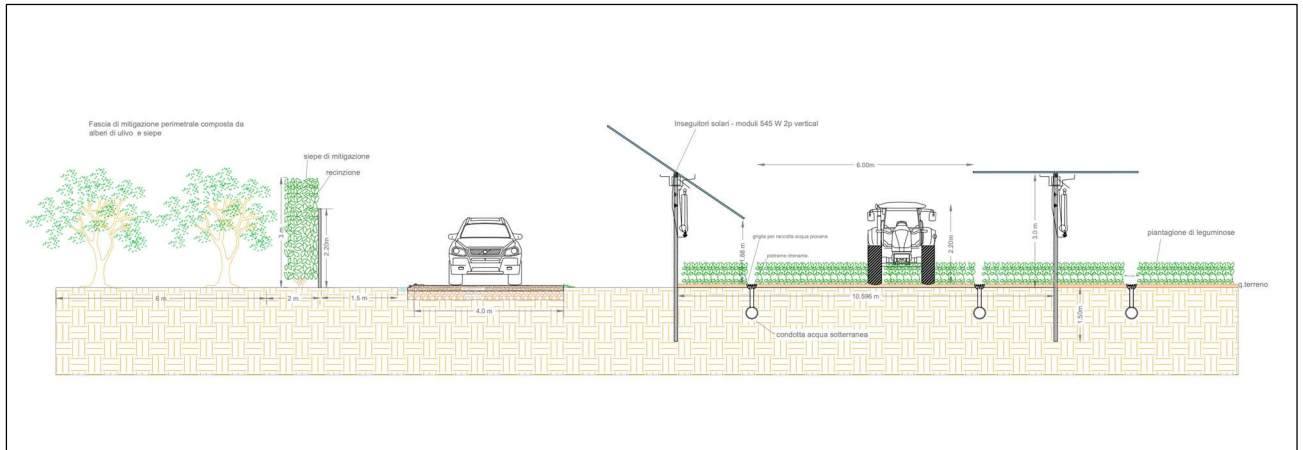 Fascia di mitigazione perimetrale composta da
alberi di ulivo e siepe
siepe di mitigazione
recinzione
3 m
2.20m
6 m
2 m
1.5 m
4.0 m
Inseguitori solari - moduli 545 W 2p vertical
6.00m
1.88 m
griglia per raccolta acqua piovana
pietrame drenante
2.20m
3.0 m
piantagione di leguminose
q.terreno
10.596 m
1.50m
condotta acqua sotterranea